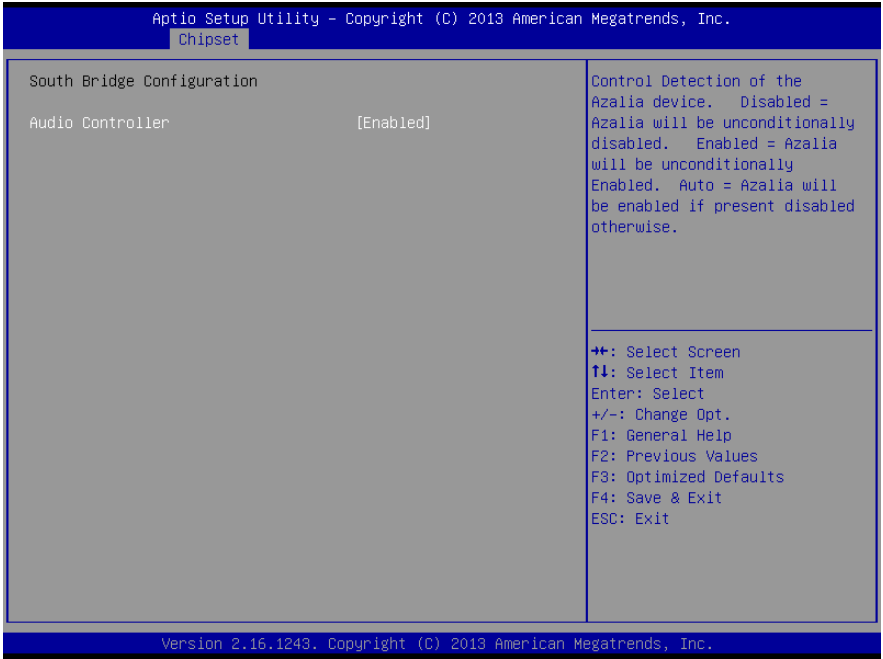 Aptio Setup Utility – Copyright (C) 2013 American Megatrends, Inc.
Chipset
South Bridge Configuration
Audio Controller [Enabled]
Control Detection of the
Azalia device.   Disabled =
Azalia will be unconditionally
disabled.   Enabled = Azalia
will be unconditionally
Enabled.  Auto = Azalia will
be enabled if present disabled
otherwise.
→←: Select Screen
↑↓: Select Item
Enter: Select
+/-: Change Opt.
F1: General Help
F2: Previous Values
F3: Optimized Defaults
F4: Save & Exit
ESC: Exit
Version 2.16.1243. Copyright (C) 2013 American Megatrends, Inc.